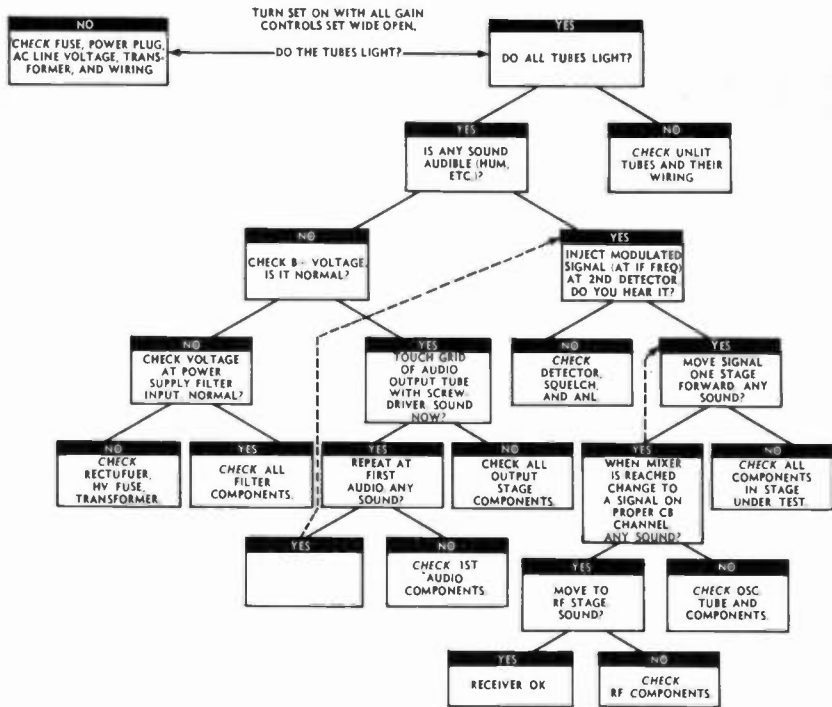 TURN SET ON WITH ALL GAIN
CONTROLS SET WIDE OPEN.
DO THE TUBES LIGHT?
NO
CHECK FUSE, POWER PLUG,
AC LINE VOLTAGE, TRANS-
FORMER, AND WIRING
YES
DO ALL TUBES LIGHT?
YES
IS ANY SOUND
AUDIBLE (HUM,
ETC.)?
NO
CHECK UNLIT
TUBES AND THEIR
WIRING
NO
CHECK B+ VOLTAGE,
IS IT NORMAL?
YES
INJECT MODULATED
SIGNAL (AT IF FREQ)
AT 2ND DETECTOR
DO YOU HEAR IT?
NO
CHECK VOLTAGE
AT POWER
SUPPLY FILTER
INPUT. NORMAL?
YES
TOUCH GRID
OF AUDIO
OUTPUT TUBE
WITH SCREW-
DRIVER SOUND
NOW?
NO
CHECK
DETECTOR,
SQUELCH,
AND ANL
YES
MOVE SIGNAL
ONE STAGE
FORWARD ANY
SOUND?
NO
CHECK
RECTUFUER,
HV FUSE,
TRANSFORMER
YES
CHECK ALL
FILTER
COMPONENTS.
YES
REPEAT AT
FIRST
AUDIO ANY
SOUND?
NO
CHECK ALL
OUTPUT
STAGE
COMPONENTS.
YES
WHEN MIXER
IS REACHED
CHANGE TO
A SIGNAL ON
PROPER CB
CHANNEL
ANY SOUND?
NO
CHECK ALL
COMPONENTS
IN STAGE
UNDER TEST.
YES
NO
CHECK 1ST
AUDIO
COMPONENTS.
YES
MOVE TO
RF STAGE
SOUND?
NO
CHECK OSC
TUBE AND
COMPONENTS.
YES
RECEIVER OK
NO
CHECK
RF COMPONENTS